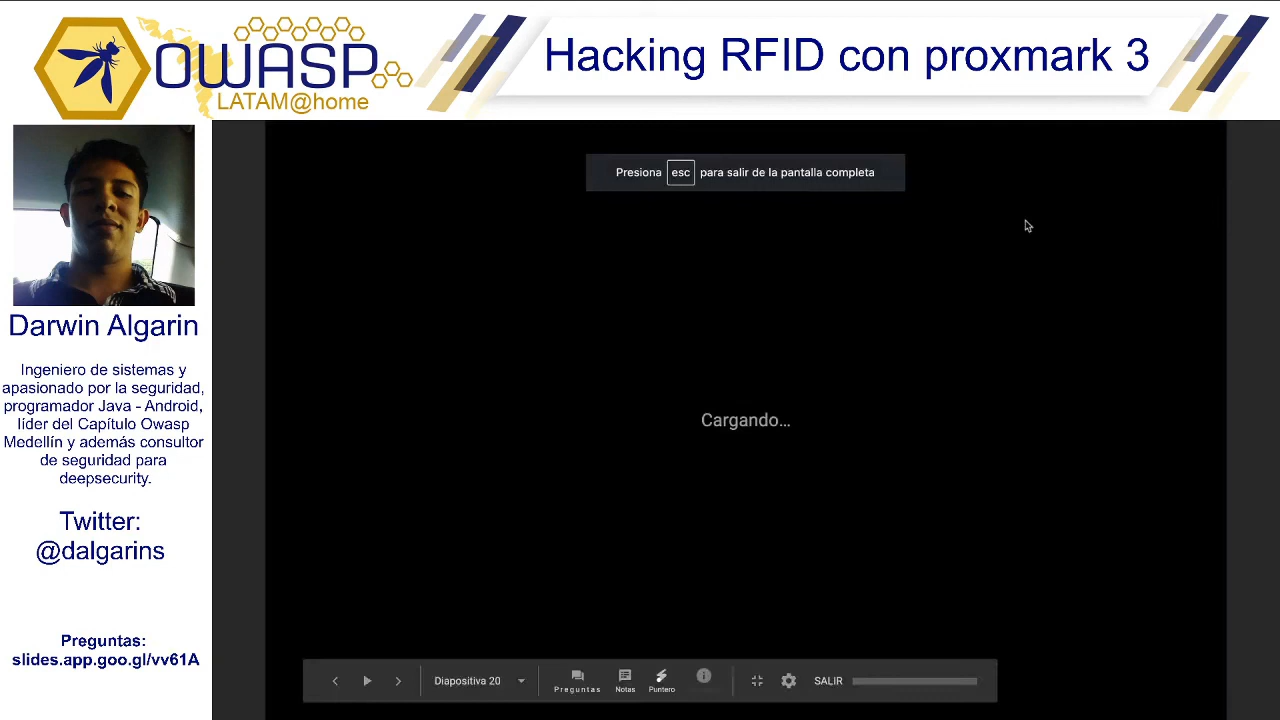 OWASP
LATAM@home
Hacking RFID con proxmark 3
Darwin Algarin
Ingeniero de sistemas y
apasionado por la seguridad,
programador Java - Android,
líder del Capítulo Owasp
Medellín y además consultor
de seguridad para
deepsecurity.
Twitter:
@dalgarins
Preguntas:
slides.app.goo.gl/vv61A
Presiona esc para salir de la pantalla completa
Cargando...
Diapositiva 20
Preguntas
Notas
Puntero
SALIR